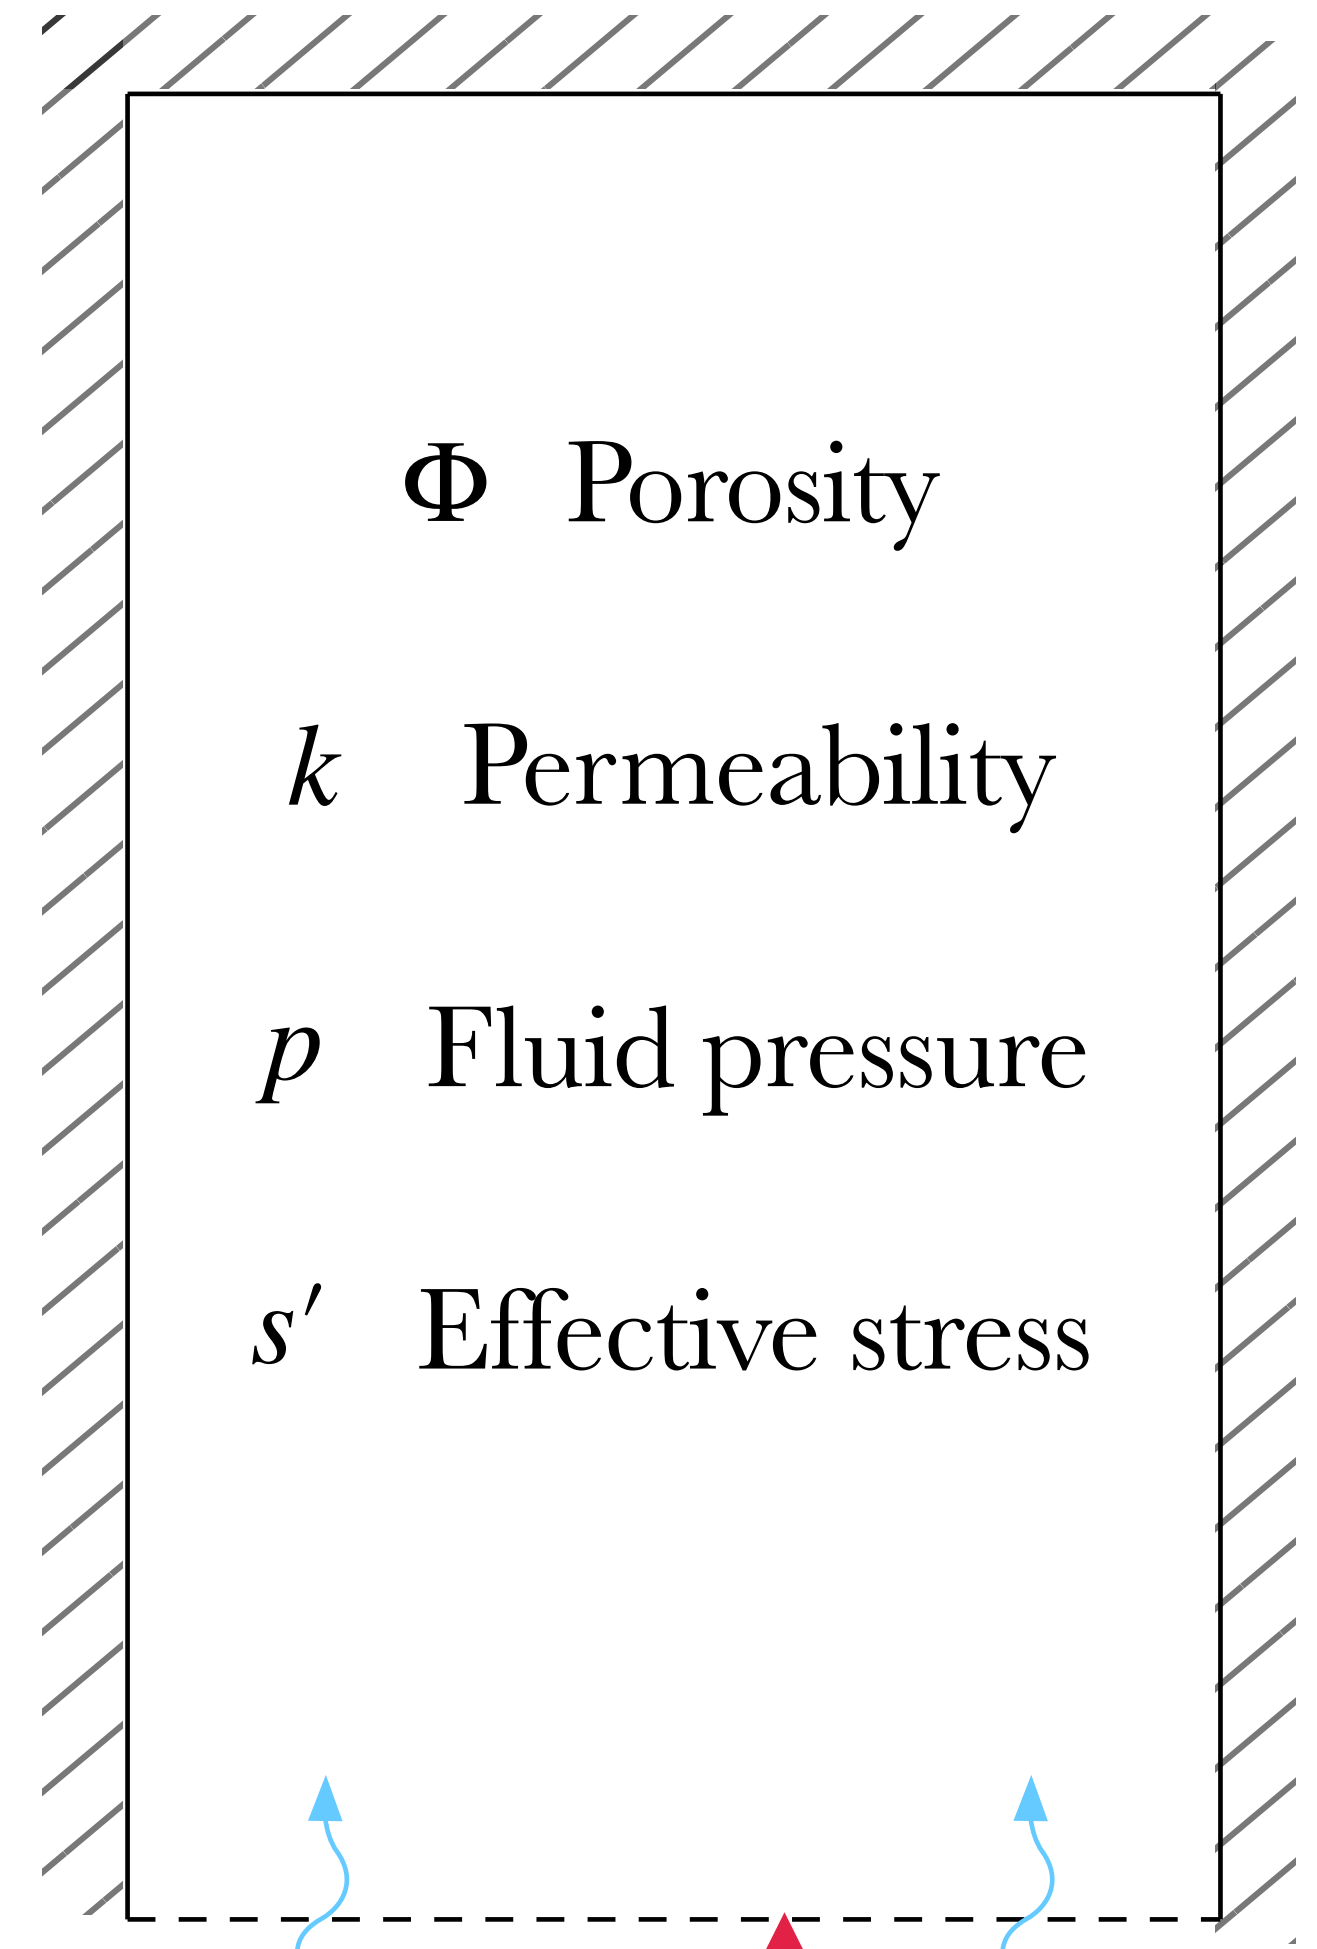 Φ Porosity
k Permeability
p Fluid pressure
s′ Effective stress